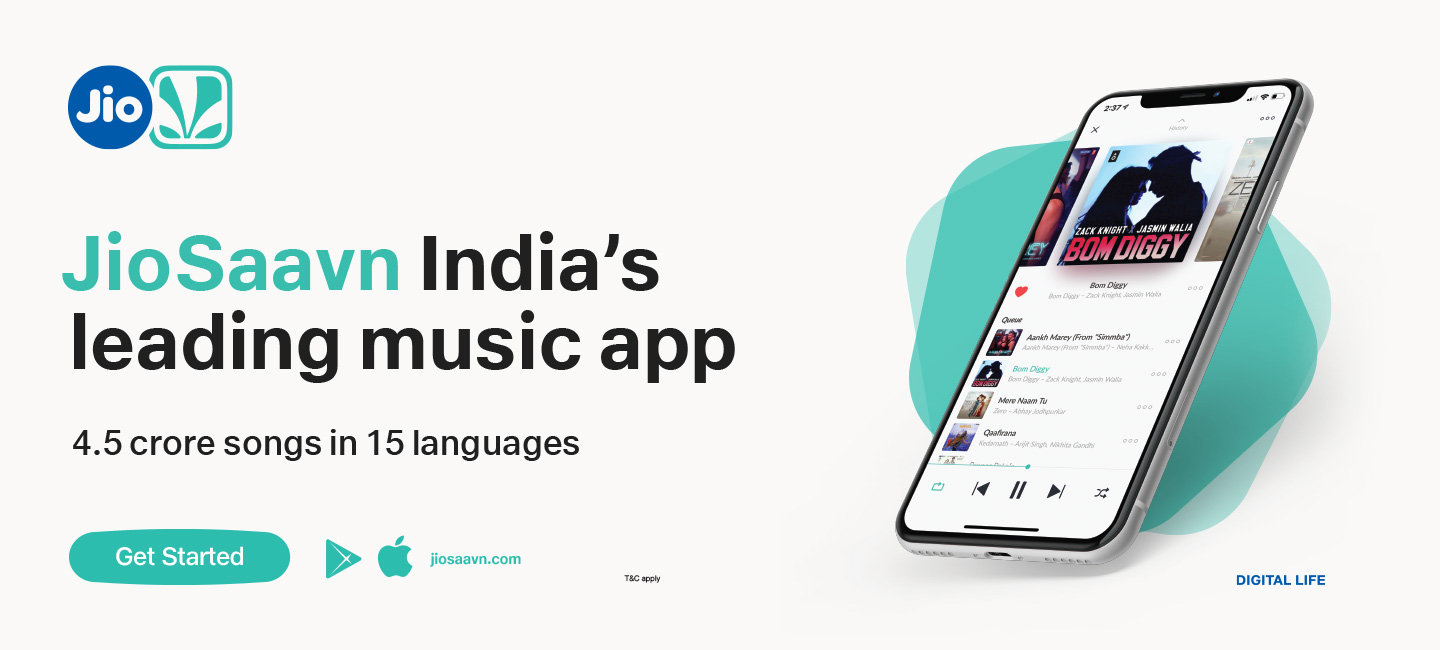 Jio
JioSaavn India's
leading music app
4.5 crore songs in 15 languages
Get Started
jiosaavn.com
T&C apply
2:37
History
ZACK KNIGHT X JASMIN WALIA
BOM DIGGY
Bom Diggy
Bom Diggy – Zack Knight, Jasmin Walia
Queue
Aankh Marey (From "Simmba")
Aankh Marey (From "Simmba") – Neha Kakk...
Bom Diggy
Bom Diggy – Zack Knight, Jasmin Walia
Mere Naam Tu
Zero – Abhay Jodhpurkar
Qaafirana
Kedarnath – Arijit Singh, Nikhita Gandhi
DIGITAL LIFE